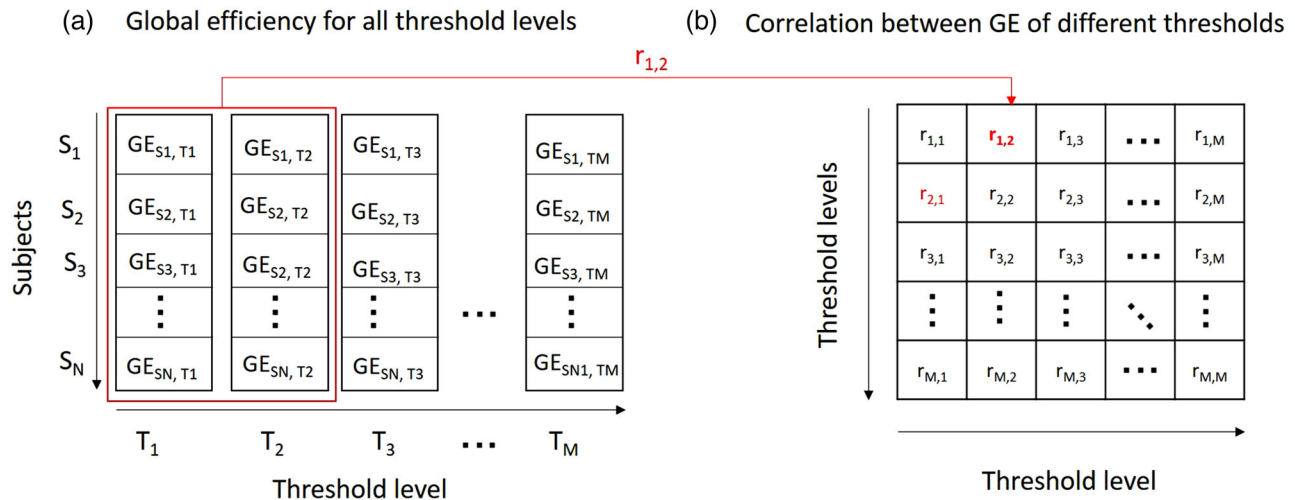 (a) Global efficiency for all threshold levels
(b) Correlation between GE of different thresholds
r1,2
Subjects
S1 GES1, T1 GES1, T2 GES1, T3 GES1, TM
S2 GES2, T1 GES2, T2 GES2, T3 GES2, TM
S3 GES3, T1 GES2, T2 GES3, T3 GES3, TM
...
SN GESN, T1 GESN, T2 GESN, T3 GESN1, TM
T1 T2 T3 ... TM
Threshold level
Threshold levels
r1,1 r1,2 r1,3 ... r1,M
r2,1 r2,2 r2,3 ... r2,M
r3,1 r3,2 r3,3 ... r3,M
rM,1 rM,2 rM,3 ... rM,M
Threshold level